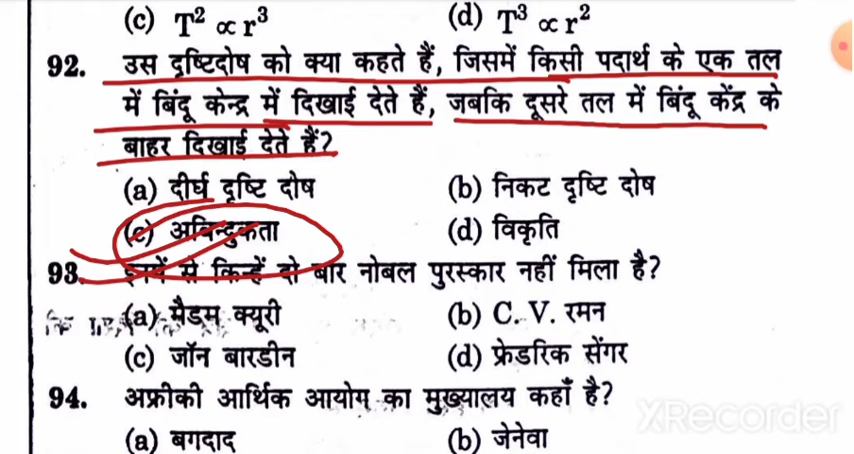 (c) T² ∝ r³ (d) T³ ∝ r²
92. उस दृष्टिदोष को क्या कहते हैं, जिसमें किसी पदार्थ के एक तल
में बिंदू केन्द्र में दिखाई देते हैं, जबकि दूसरे तल में बिंदू केंद्र के
बाहर दिखाई देते हैं?
(a) दीर्घ दृष्टि दोष (b) निकट दृष्टि दोष
(c) अबिन्दुकता (d) विकृति
93. इनमें से किन्हें दो बार नोबल पुरस्कार नहीं मिला है?
(a) मैडम क्यूरी (b) C. V. रमन
(c) जॉन बारडीन (d) फ्रेडरिक सेंगर
94. अफ्रीकी आर्थिक आयोग का मुख्यालय कहाँ है?
(a) बगदाद (b) जेनेवा
XRecorder